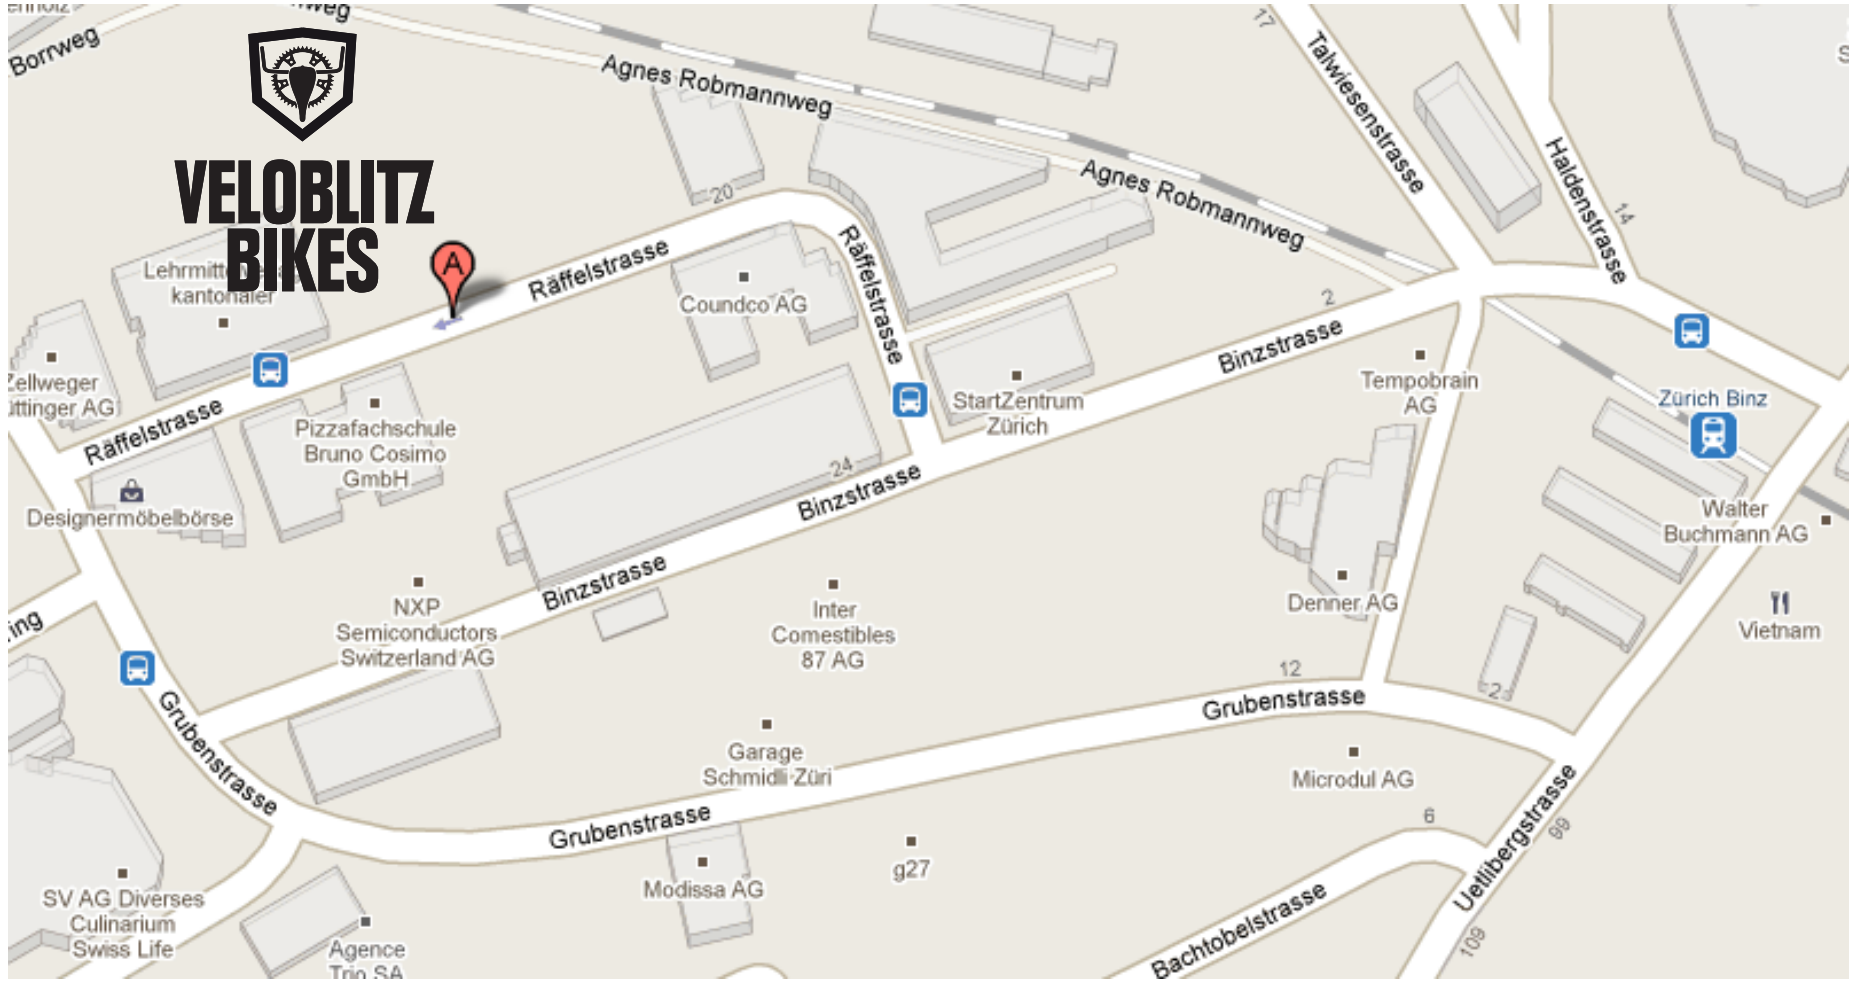 Borrweg
VELOBLITZ
BIKES
Agnes Robmannweg
Agnes Robmannweg
17
Talwiesenstrasse
Haldenstrasse
14
20
Räffelstrasse
Räffelstrasse
Räffelstrasse
A
kantonaler
Coundco AG
2
Binzstrasse
StartZentrum
Zürich
Tempobrain
AG
Zürich Binz
Zellweger
Pizzafachschule
Bruno Cosimo
GmbH
Designermöbelbörse
24
Binzstrasse
Binzstrasse
Walter
Buchmann AG
NXP
Semiconductors
Switzerland AG
Inter
Comestibles
87 AG
Denner AG
Vietnam
12
2
Grubenstrasse
Grubenstrasse
Garage
Schmidli Züri
Microdul AG
Grubenstrasse
6
Uetlibergstrasse
99
109
Modissa AG
g27
Bachtobelstrasse
SV AG Diverses
Culinarium
Swiss Life
Agence
Trio SA